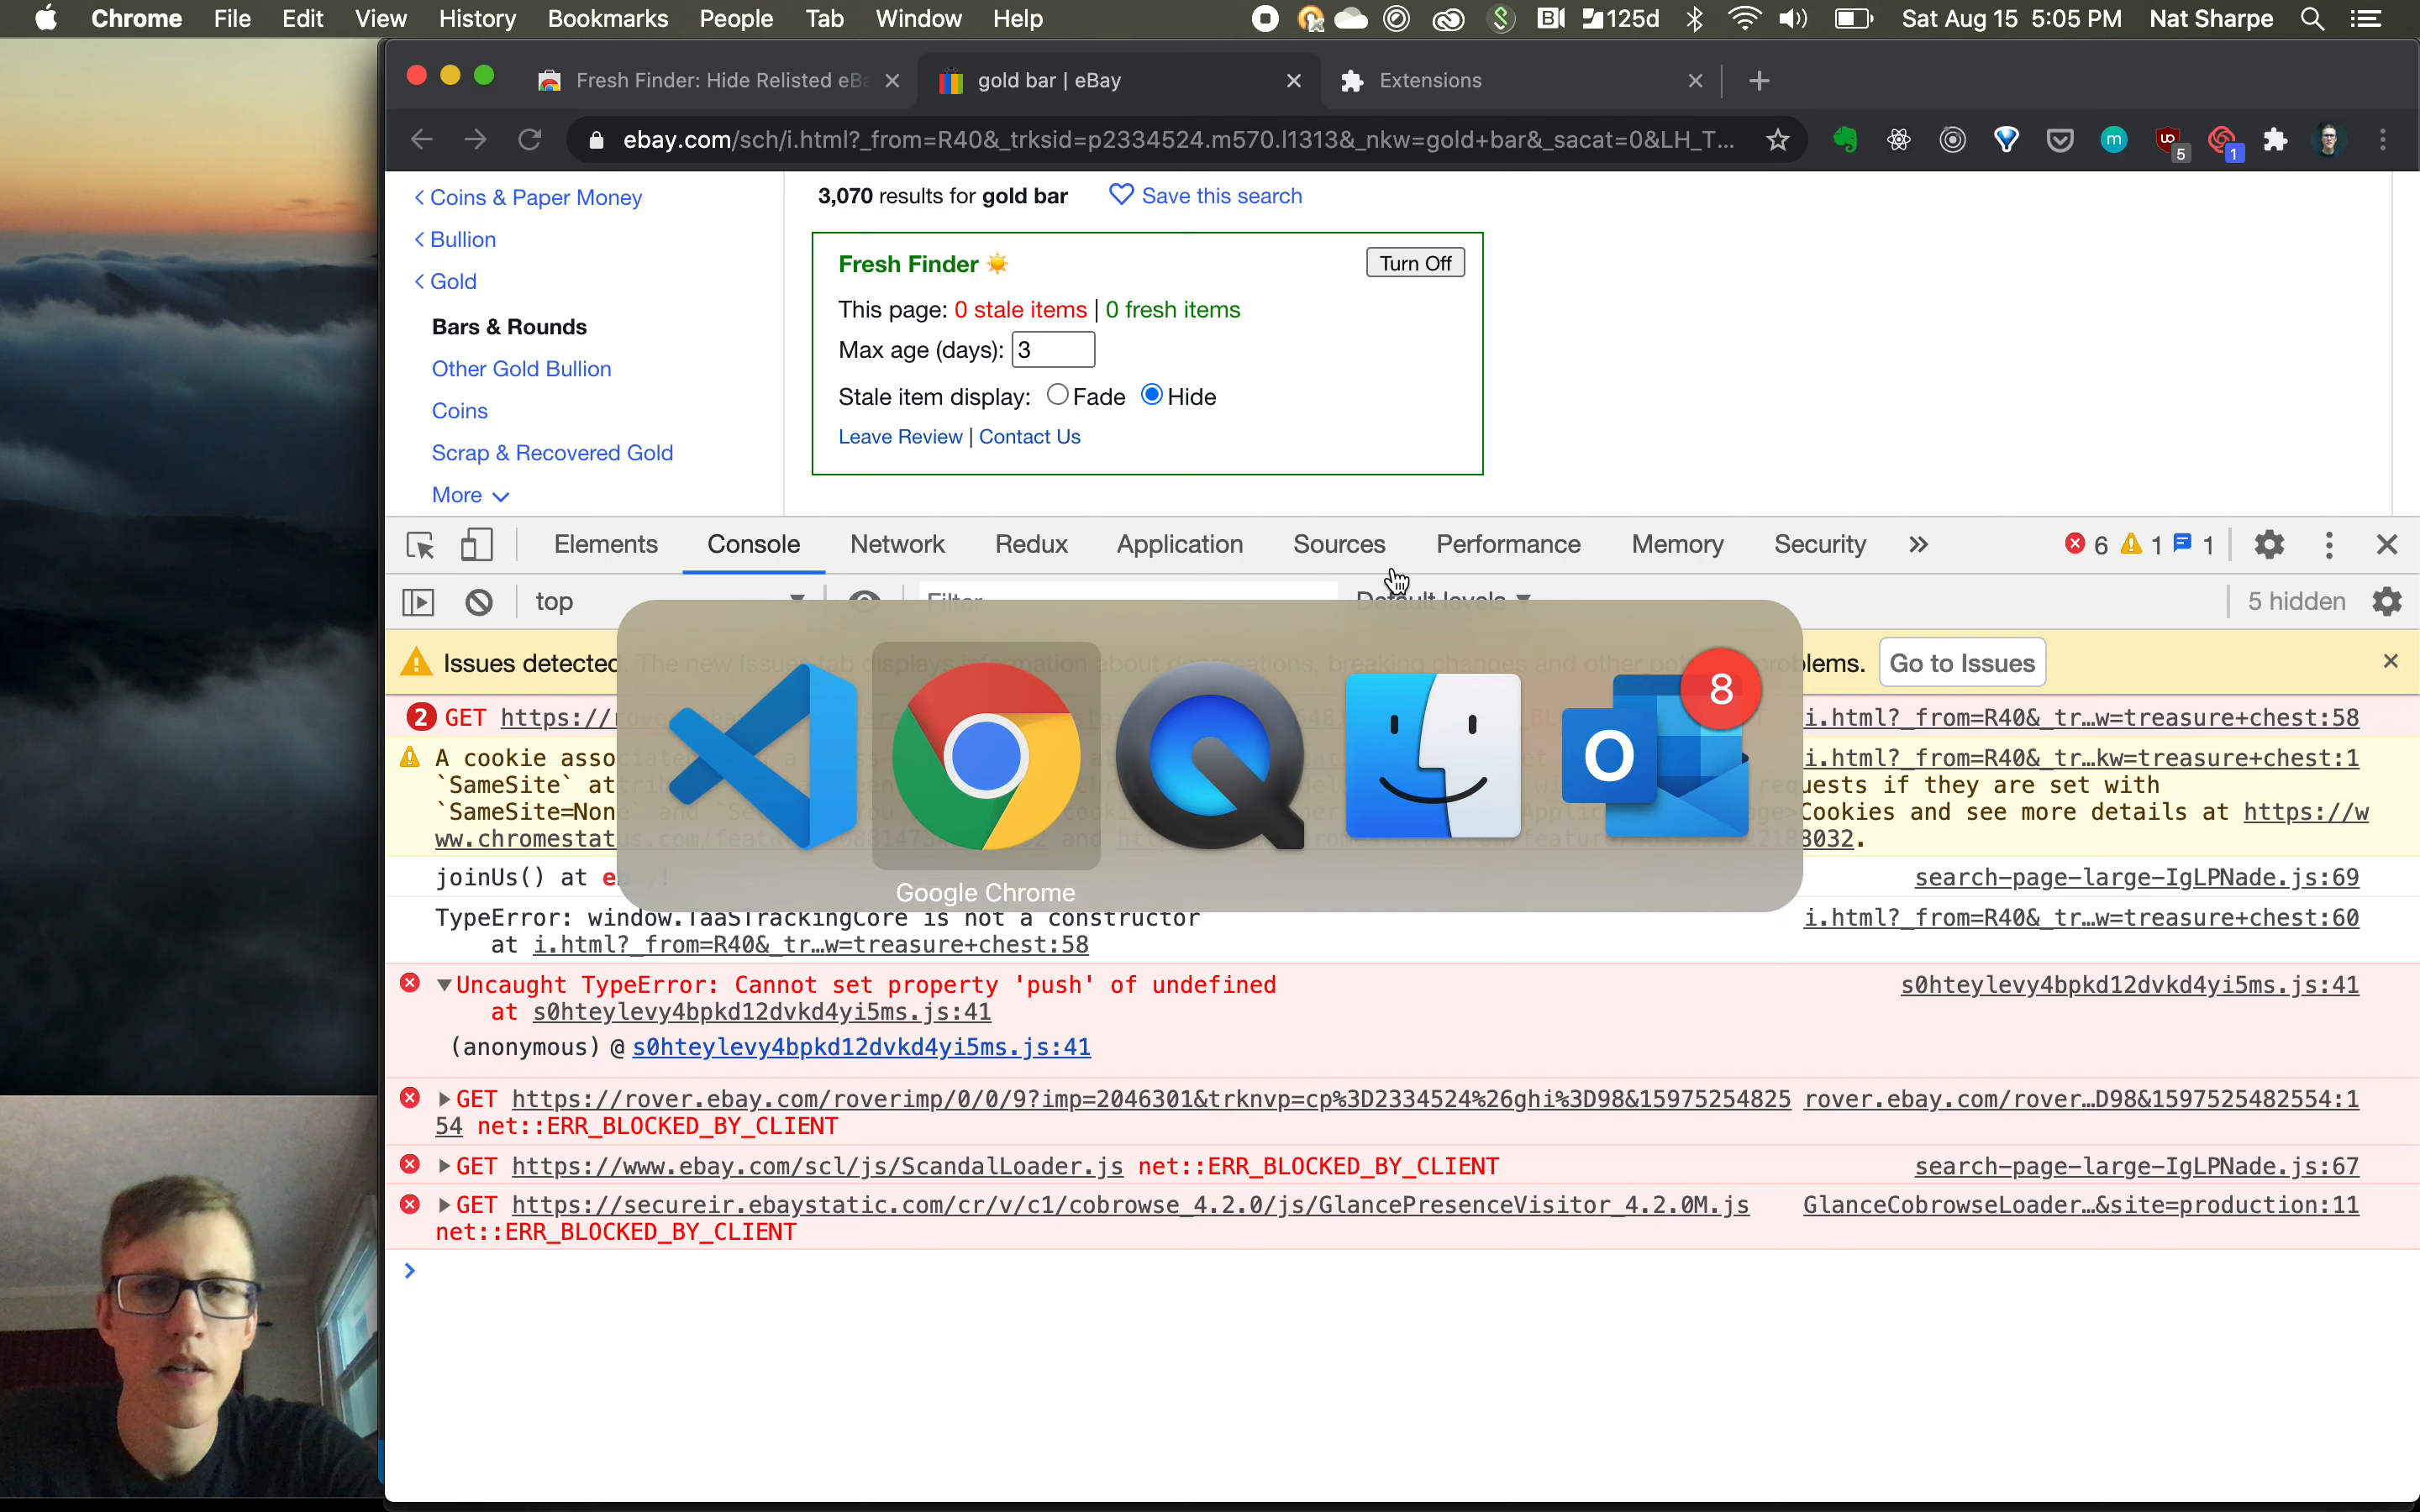 Chrome File Edit View History Bookmarks People Tab Window Help 125d Sat Aug 15 5:05 PM Nat Sharpe
Fresh Finder: Hide Relisted eBa gold bar | eBay Extensions
ebay.com/sch/i.html?_from=R40&_trksid=p2334524.m570.l1313&_nkw=gold+bar&_sacat=0&LH_T... m 5 1
< Coins & Paper Money
< Bullion
< Gold
Bars & Rounds
Other Gold Bullion
Coins
Scrap & Recovered Gold
More
3,070 results for gold bar Save this search
Fresh Finder Turn Off
This page: 0 stale items | 0 fresh items
Max age (days): 3
Stale item display: Fade Hide
Leave Review | Contact Us
Elements Console Network Redux Application Sources Performance Memory Security 6 1 1
top Filter Default levels 5 hidden
Issues detected lems. Go to Issues
8
2 GET https:// i.html?_from=R40&_tr…w=treasure+chest:58
A cookie asso i.html?_from=R40&_tr…kw=treasure+chest:1
`SameSite` at quests if they are set with
`SameSite=Non Cookies and see more details at https://w
ww.chromestat 8032.
Google Chrome
joinUs() at search-page-large-IgLPNade.js:69
TypeError: window.TaaSTrackingCore is not a constructor i.html?_from=R40&_tr…w=treasure+chest:60
at i.html?_from=R40&_tr…w=treasure+chest:58
Uncaught TypeError: Cannot set property 'push' of undefined s0hteylevy4bpkd12dvkd4yi5ms.js:41
at s0hteylevy4bpkd12dvkd4yi5ms.js:41
(anonymous) @ s0hteylevy4bpkd12dvkd4yi5ms.js:41
GET https://rover.ebay.com/roverimp/0/0/9?imp=2046301&trknvp=cp%3D2334524%26ghi%3D98&15975254825 rover.ebay.com/rover…D98&1597525482554:1
54 net::ERR_BLOCKED_BY_CLIENT
GET https://www.ebay.com/scl/js/ScandalLoader.js net::ERR_BLOCKED_BY_CLIENT search-page-large-IgLPNade.js:67
GET https://secureir.ebaystatic.com/cr/v/c1/cobrowse_4.2.0/js/GlancePresenceVisitor_4.2.0M.js GlanceCobrowseLoader…&site=production:11
net::ERR_BLOCKED_BY_CLIENT